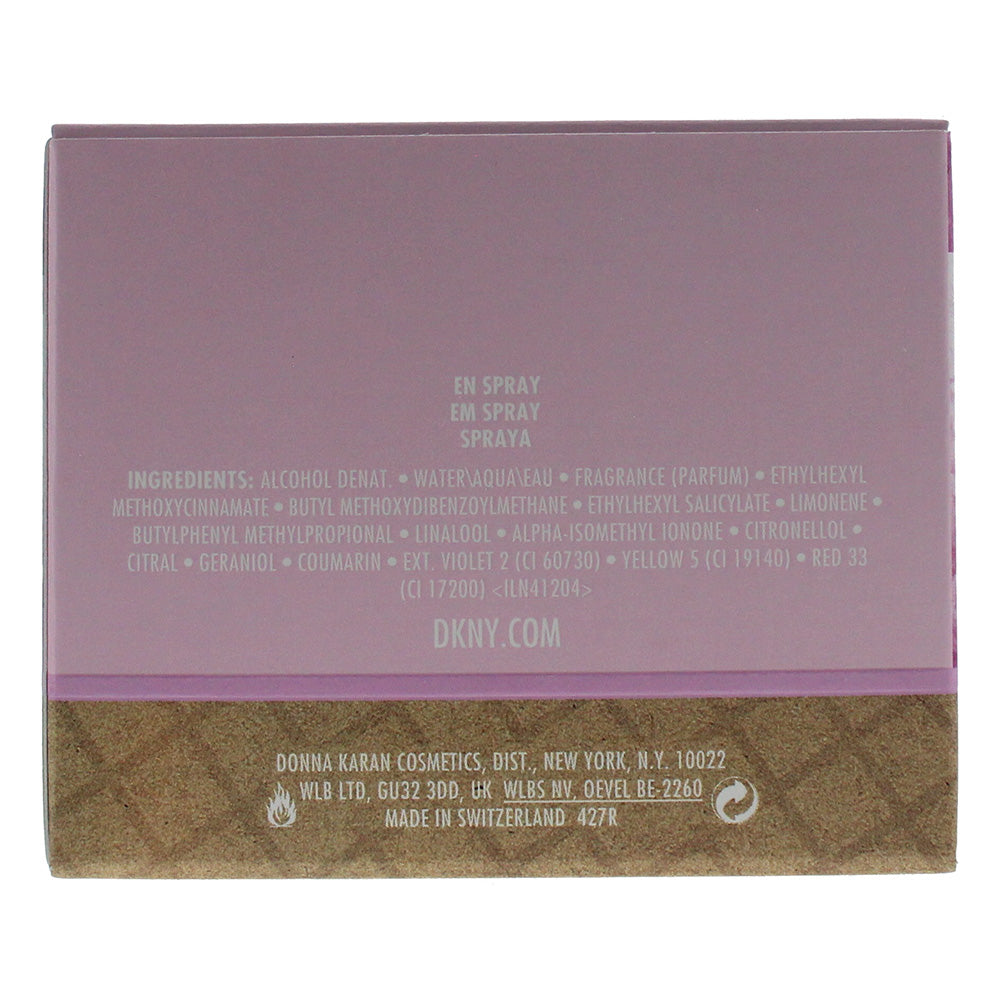 EN SPRAY
EM SPRAY
SPRAYA
INGREDIENTS: ALCOHOL DENAT. • WATER\AQUA\EAU • FRAGRANCE (PARFUM) • ETHYLHEXYL
METHOXYCINNAMATE • BUTYL METHOXYDIBENZOYLMETHANE • ETHYLHEXYL SALICYLATE • LIMONENE •
BUTYLPHENYL METHYLPROPIONAL • LINALOOL • ALPHA-ISOMETHYL IONONE • CITRONELLOL •
CITRAL • GERANIOL • COUMARIN • EXT. VIOLET 2 (CI 60730) • YELLOW 5 (CI 19140) • RED 33
(CI 17200) <ILN41204>
DKNY.COM
DONNA KARAN COSMETICS, DIST., NEW YORK, N.Y. 10022
WLB LTD, GU32 3DD, UK WLBS NV. OEVEL BE-2260
MADE IN SWITZERLAND 427R